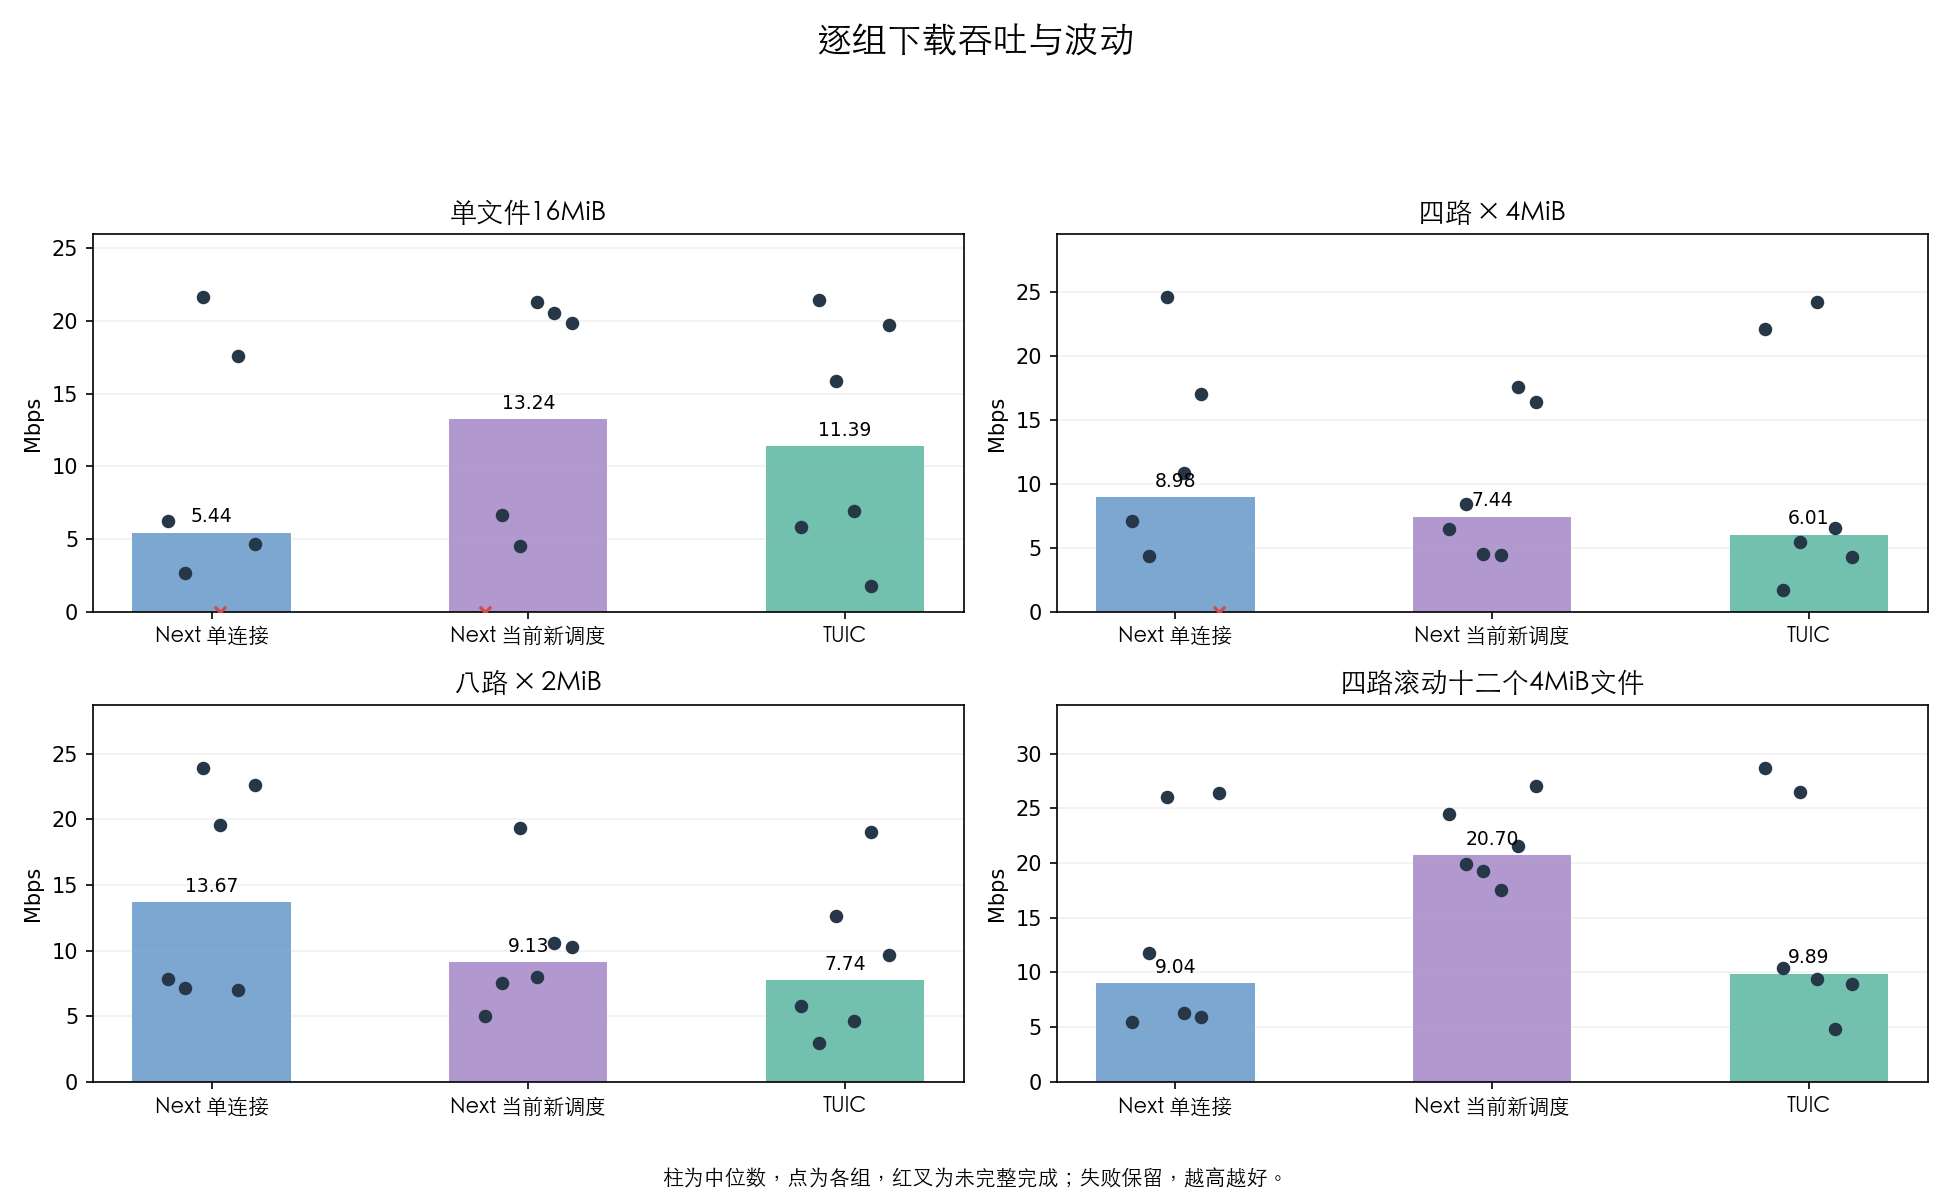 逐组下载吞吐与波动
单文件16MiB
Mbps
25
20
15
10
5
0
5.44
13.24
11.39
Next 单连接
Next 当前新调度
TUIC
四路 × 4MiB
Mbps
25
20
15
10
5
0
8.98
7.44
6.01
Next 单连接
Next 当前新调度
TUIC
八路 × 2MiB
Mbps
25
20
15
10
5
0
13.67
9.13
7.74
Next 单连接
Next 当前新调度
TUIC
四路滚动十二个4MiB文件
Mbps
30
25
20
15
10
5
0
9.04
20.70
9.89
Next 单连接
Next 当前新调度
TUIC
柱为中位数，点为各组，红叉为未完整完成；失败保留，越高越好。